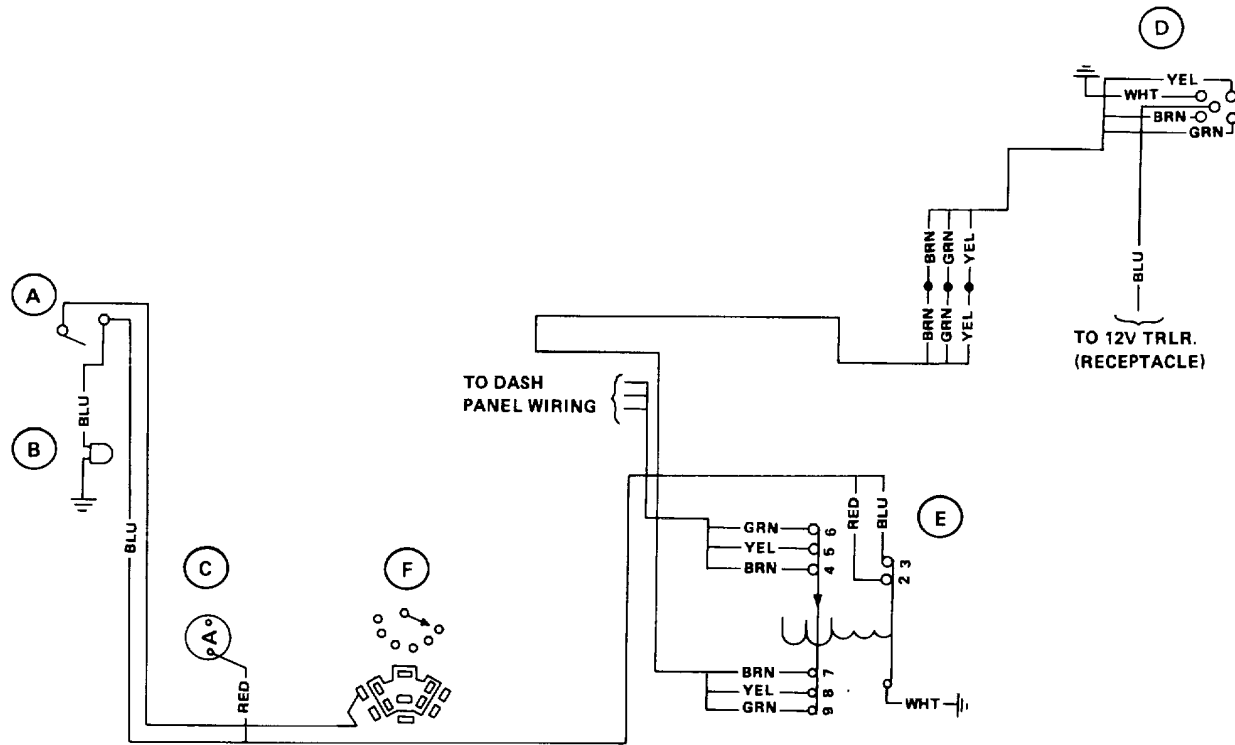 D
YEL
WHT
BRN
GRN
BRN
GRN
YEL
BLU
A
BRN
GRN
YEL
TO 12V TRLR.
(RECEPTACLE)
TO DASH
PANEL WIRING
BLU
B
BLU
RED
BLU
E
C
F
GRN
6
YEL
5
BRN
4
3
2
A
RED
BRN
7
YEL
8
GRN
9
WHT